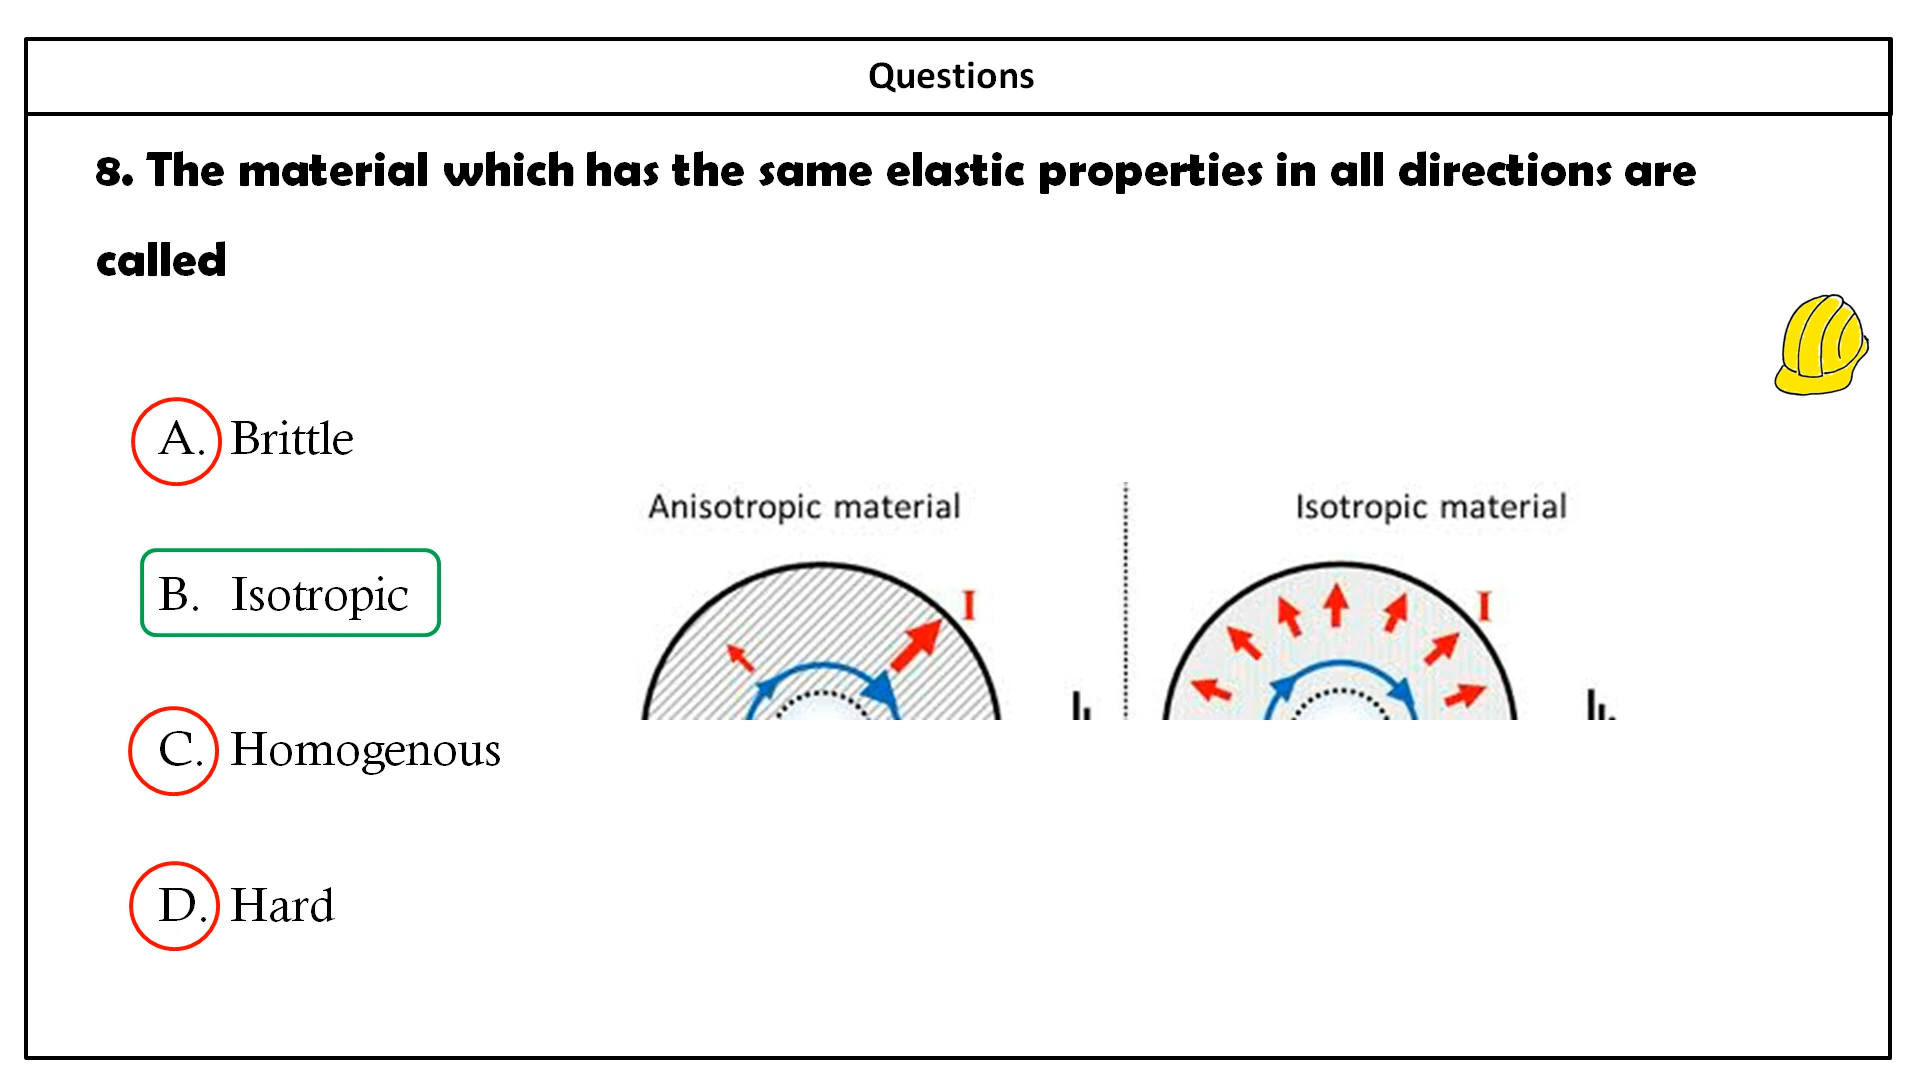 Questions
8. The material which has the same elastic properties in all directions are
called
A. Brittle
B. Isotropic
C. Homogenous
D. Hard
Anisotropic material
Isotropic material
I
I